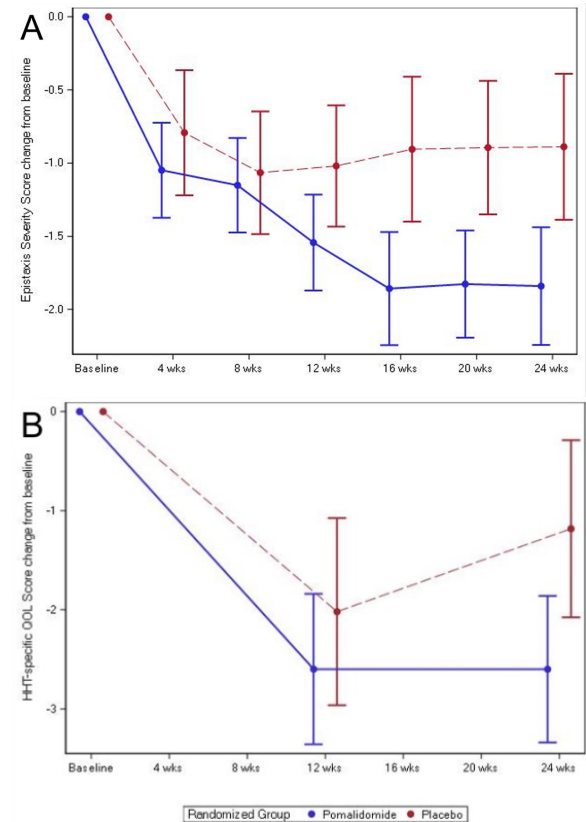 A
Epistaxis Severity Score change from baseline
0.0
-0.5
-1.0
-1.5
-2.0
Baseline 4 wks 8 wks 12 wks 16 wks 20 wks 24 wks
B
HHT-specific QOL Score change from baseline
0
-1
-2
-3
Baseline 4 wks 8 wks 12 wks 16 wks 20 wks 24 wks
Randomized Group Pomalidomide Placebo